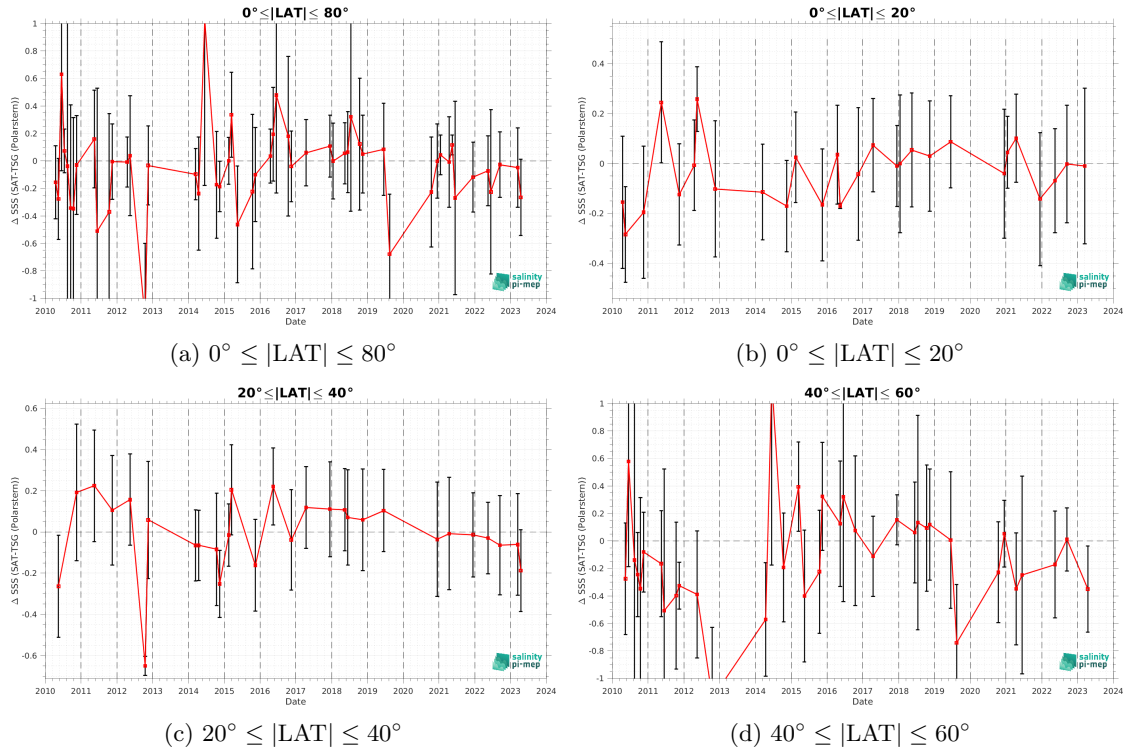 0°≤|LAT|≤ 80°
1
0.8
0.6
0.4
0.2
0
-0.2
-0.4
-0.6
-0.8
-1
Δ SSS (SAT-TSG (Polarstern))
2010 2011 2012 2013 2014 2015 2016 2017 2018 2019 2020 2021 2022 2023 2024
Date
salinity
pi-mep
(a) 0° ≤ |LAT| ≤ 80°
0°≤|LAT|≤ 20°
0.4
0.2
0
-0.2
-0.4
Δ SSS (SAT-TSG (Polarstern))
2010 2011 2012 2013 2014 2015 2016 2017 2018 2019 2020 2021 2022 2023 2024
Date
salinity
pi-mep
(b) 0° ≤ |LAT| ≤ 20°
20°≤|LAT|≤ 40°
0.6
0.4
0.2
0
-0.2
-0.4
-0.6
Δ SSS (SAT-TSG (Polarstern))
2010 2011 2012 2013 2014 2015 2016 2017 2018 2019 2020 2021 2022 2023 2024
Date
salinity
pi-mep
(c) 20° ≤ |LAT| ≤ 40°
40°≤|LAT|≤ 60°
1
0.8
0.6
0.4
0.2
0
-0.2
-0.4
-0.6
-0.8
-1
Δ SSS (SAT-TSG (Polarstern))
2010 2011 2012 2013 2014 2015 2016 2017 2018 2019 2020 2021 2022 2023 2024
Date
salinity
pi-mep
(d) 40° ≤ |LAT| ≤ 60°